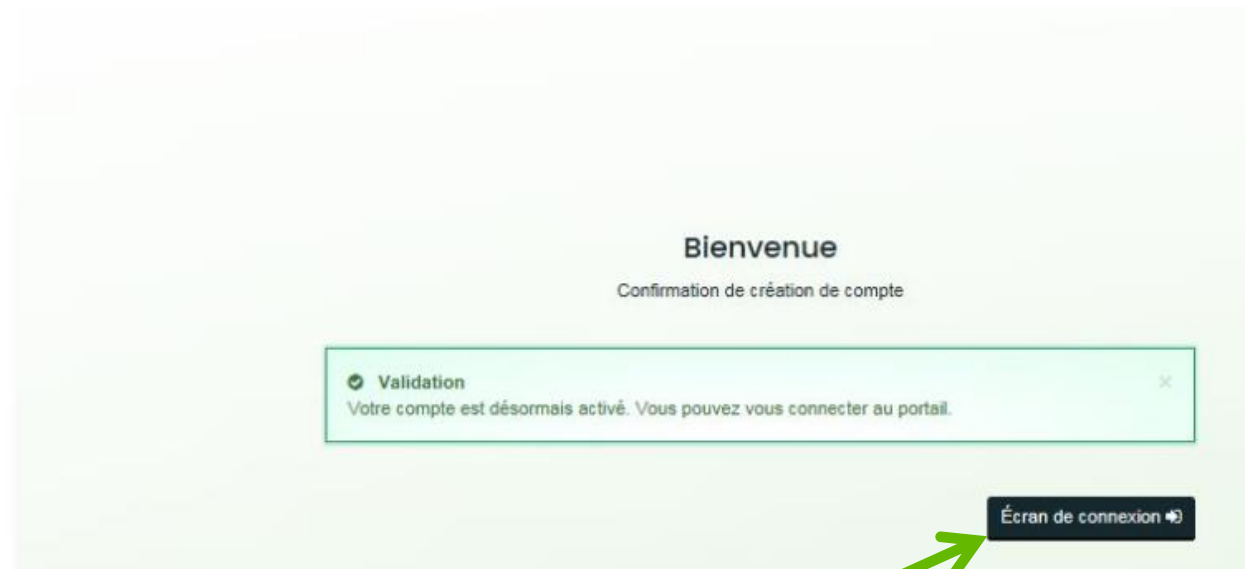 Bienvenue
Confirmation de création de compte
Validation
Votre compte est désormais activé. Vous pouvez vous connecter au portail.
Écran de connexion